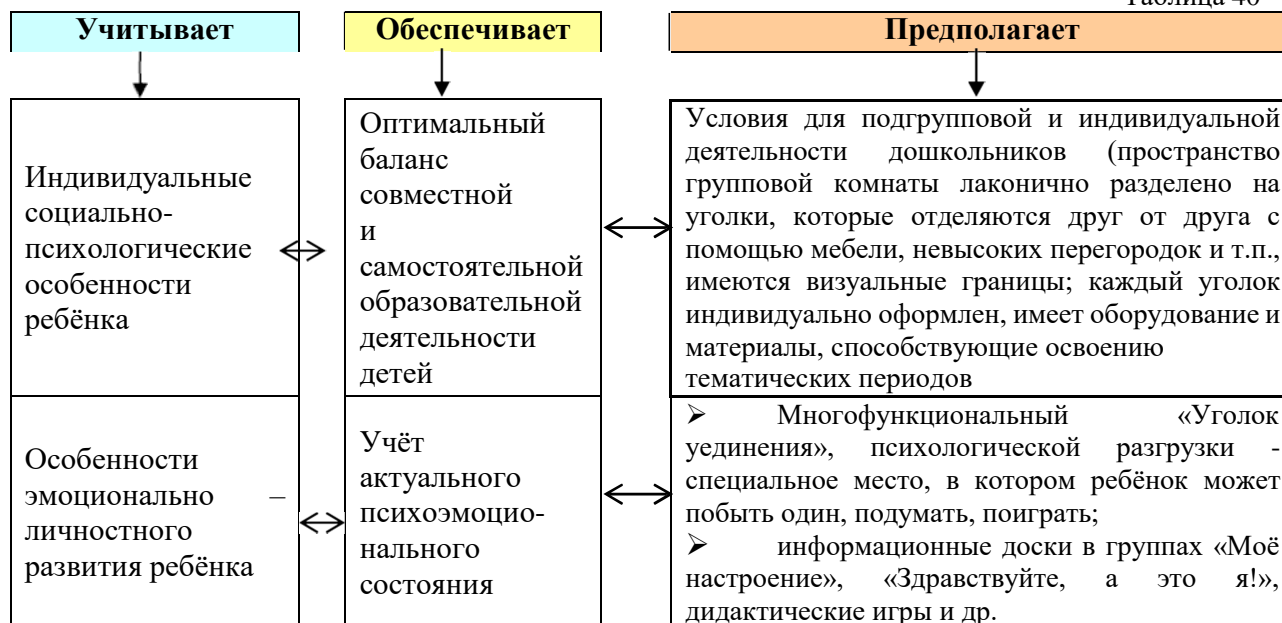 Таблица 40
Учитывает
Обеспечивает
Предполагает
Индивидуальные
социально-
психологические
особенности
ребёнка
Оптимальный
баланс
совместной
и
самостоятельной
образовательной
деятельности
детей
Условия для подгрупповой и индивидуальной
деятельности дошкольников (пространство
групповой комнаты лаконично разделено на
уголки, которые отделяются друг от друга с
помощью мебели, невысоких перегородок и т.п.,
имеются визуальные границы; каждый уголок
индивидуально оформлен, имеет оборудование и
материалы, способствующие освоению
тематических периодов
Особенности
эмоционально –
личностного
развития ребёнка
Учёт
актуального
психоэмоцио-
нального
состояния
➢ Многофункциональный «Уголок
уединения», психологической разгрузки -
специальное место, в котором ребёнок может
побыть один, подумать, поиграть;
➢ информационные доски в группах «Моё
настроение», «Здравствуйте, а это я!»,
дидактические игры и др.